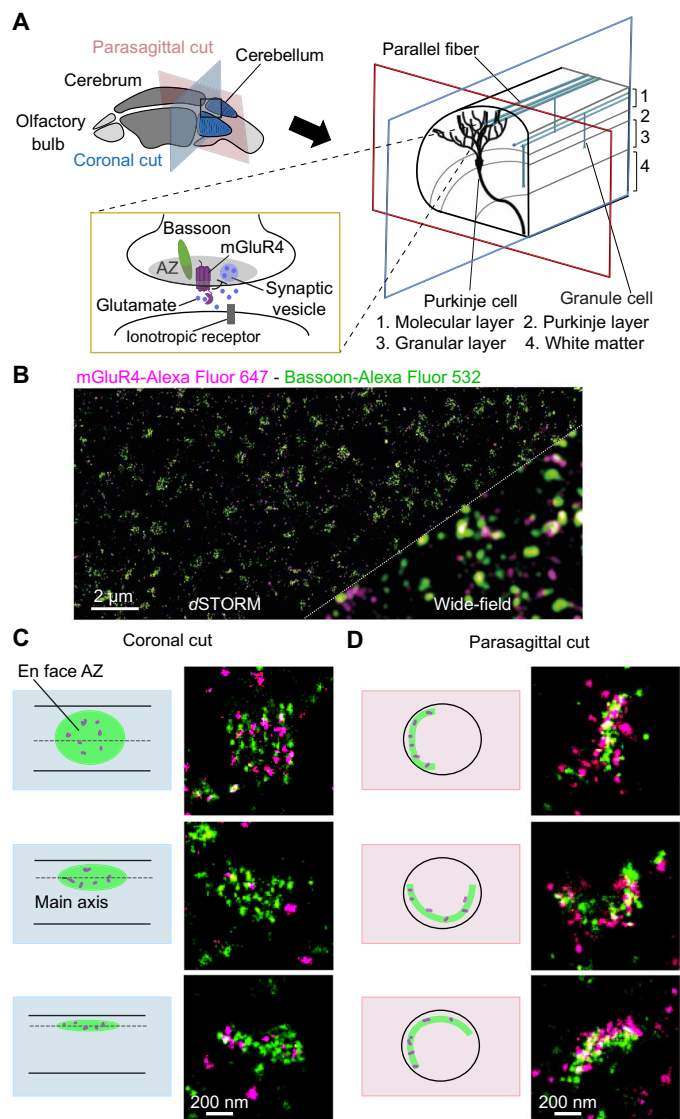 A
Parasagittal cut
Cerebellum
Cerebrum
Olfactory
bulb
Coronal cut
Parallel fiber
1
2
3
4
Bassoon
mGluR4
AZ
Synaptic
vesicle
Glutamate
Ionotropic receptor
Purkinje cell
Granule cell
1. Molecular layer 2. Purkinje layer
3. Granular layer 4. White matter
B
mGluR4-Alexa Fluor 647 - Bassoon-Alexa Fluor 532
2 μm
dSTORM
Wide-field
C
Coronal cut
En face AZ
Main axis
200 nm
D
Parasagittal cut
200 nm